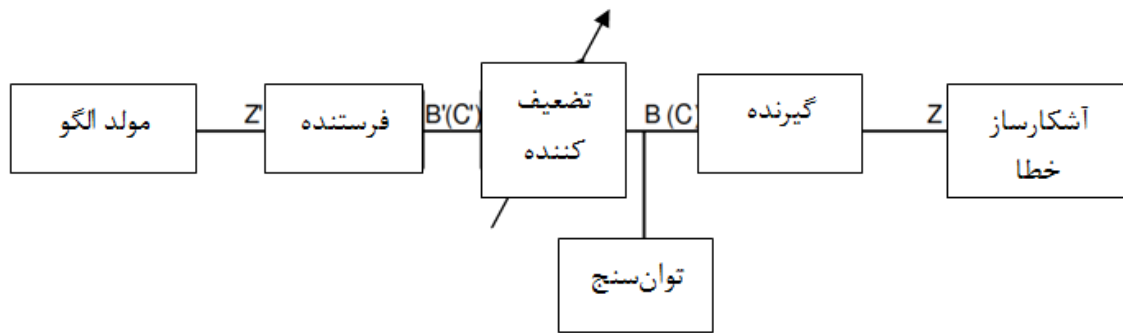 مولد الگو
Z'
فرستنده
B'(C')
تضعیف
کننده
B (C)
گیرنده
Z
آشکارساز
خطا
توان‌سنج